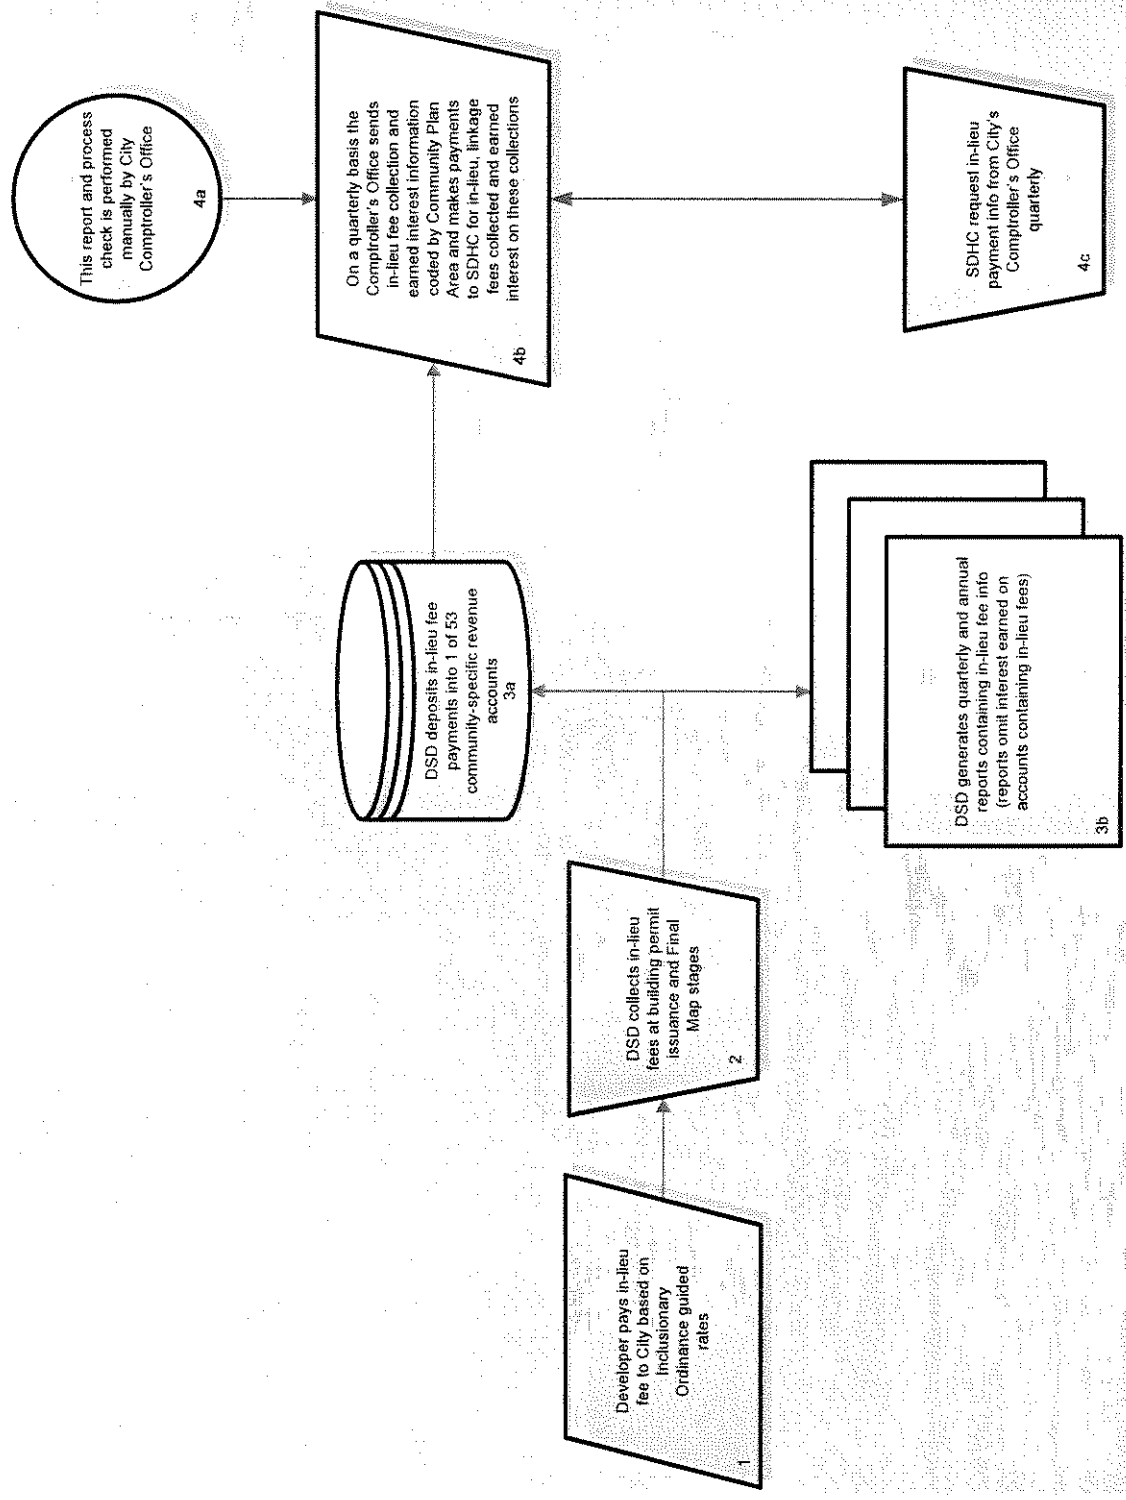 Developer pays in-lieu
fee to City based on
Inclusionary
Ordinance guided
rates
1
DSD collects in-lieu
fees at building permit
issuance and Final
Map stages
2
DSD deposits in-lieu fee
payments into 1 of 53
community-specific revenue
accounts
3a
DSD generates quarterly and annual
reports containing in-lieu fee info
(reports omit interest earned on
accounts containing in-lieu fees)
3b
This report and process
check is performed
manually by City
Comptroller's Office
4a
On a quarterly basis the
Comptroller's Office sends
in-lieu fee collection and
earned interest information
coded by Community Plan
Area and makes payments
to SDHC for in-lieu, linkage
fees collected and earned
interest on these collections
4b
SDHC request in-lieu
payment info from City's
Comptroller's Office
quarterly
4c